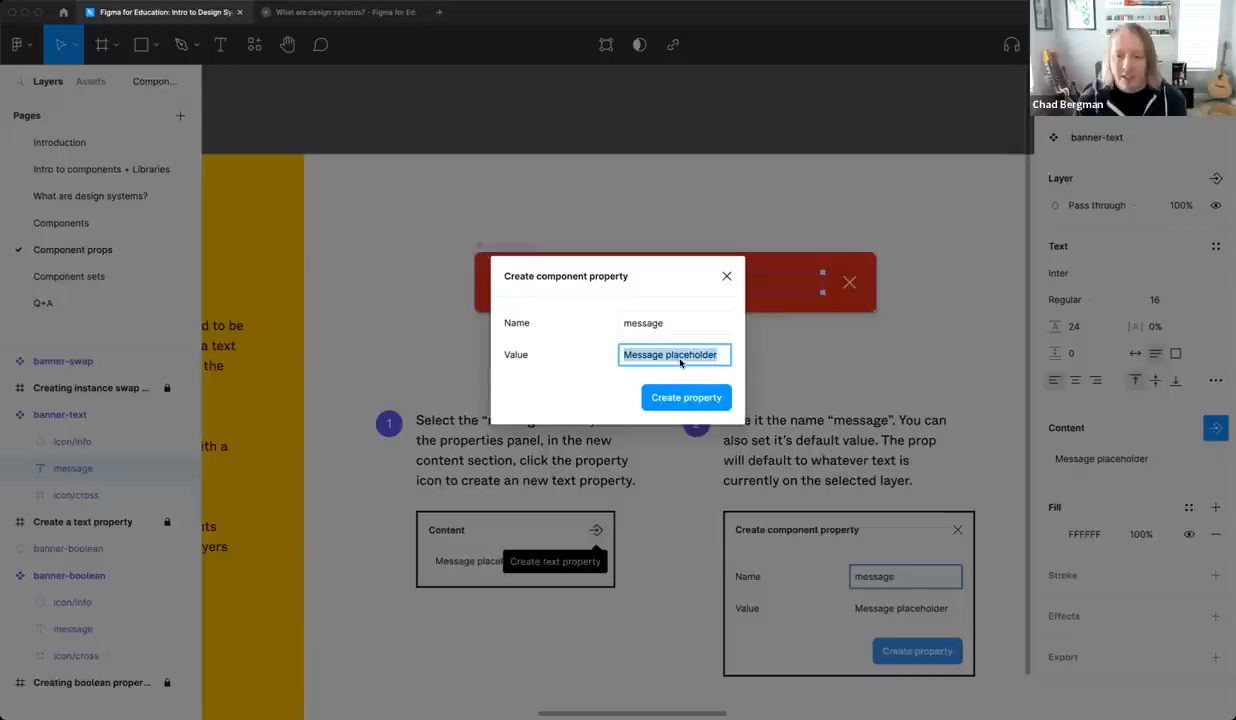 Figma for Education: Intro to Design Sy
What are design systems? - Figma for Ed
Chad Bergman
Layers
Assets
Compon...
Pages
Introduction
Intro to components + Libraries
What are design systems?
Components
Component props
Component sets
Q+A
banner-swap
Creating instance swap ...
banner-text
icon/info
message
icon/cross
Create a text property
banner-boolean
banner-boolean
icon/info
message
icon/cross
Creating boolean proper...
d to be
a text
the
ith a
nts
yers
Create component property
Name
message
Value
Message placeholder
Create property
1
Select the
the properties panel, in the new
content section, click the property
icon to create an new text property.
Content
Message placeh
Create text property
e it the name “message”. You can
also set it’s default value. The prop
will default to whatever text is
currently on the selected layer.
Create component property
Name
message
Value
Message placeholder
Create property
banner-text
Layer
Pass through
100%
Text
Inter
Regular
16
24
0%
0
Content
Message placeholder
Fill
FFFFFF
100%
Stroke
Effects
Export